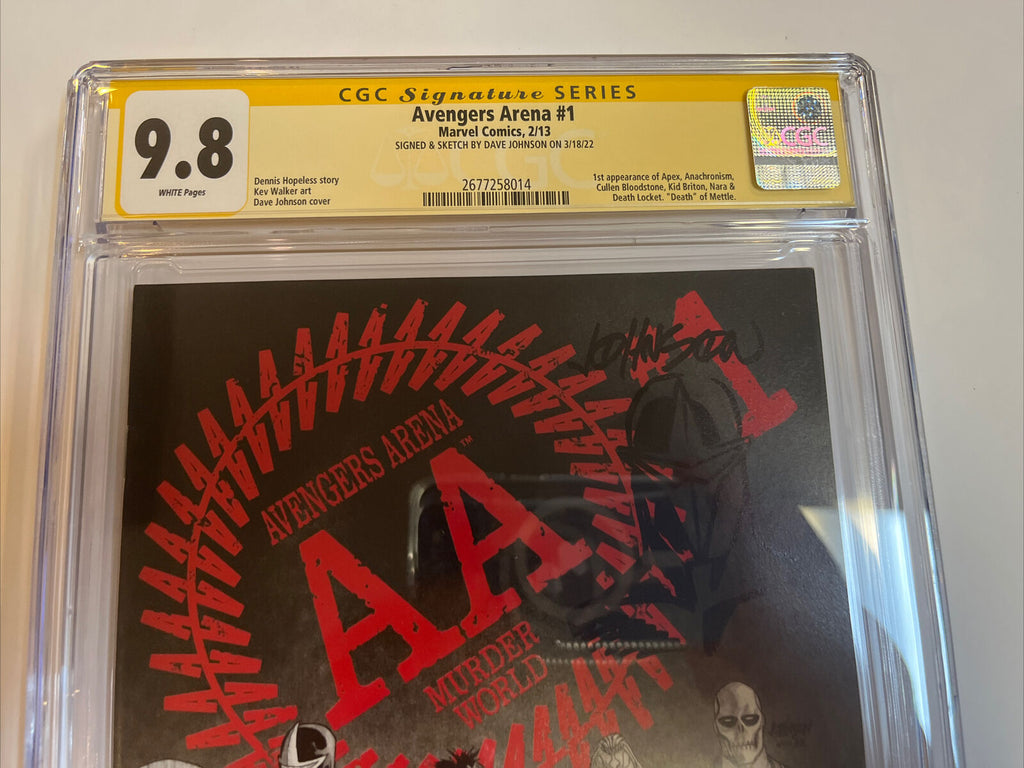 CGC Signature SERIES
9.8
WHITE Pages
Avengers Arena #1
Marvel Comics, 2/13
SIGNED & SKETCH BY DAVE JOHNSON ON 3/18/22
Dennis Hopeless story
Kev Walker art
Dave Johnson cover
2677258014
1st appearance of Apex, Anachronism,
Cullen Bloodstone, Kid Briton, Nara &
Death Locket. "Death" of Mettle.
CGC
CGC
JOHNSON
1
AVENGERS ARENA™
AA
MURDER
WORLD